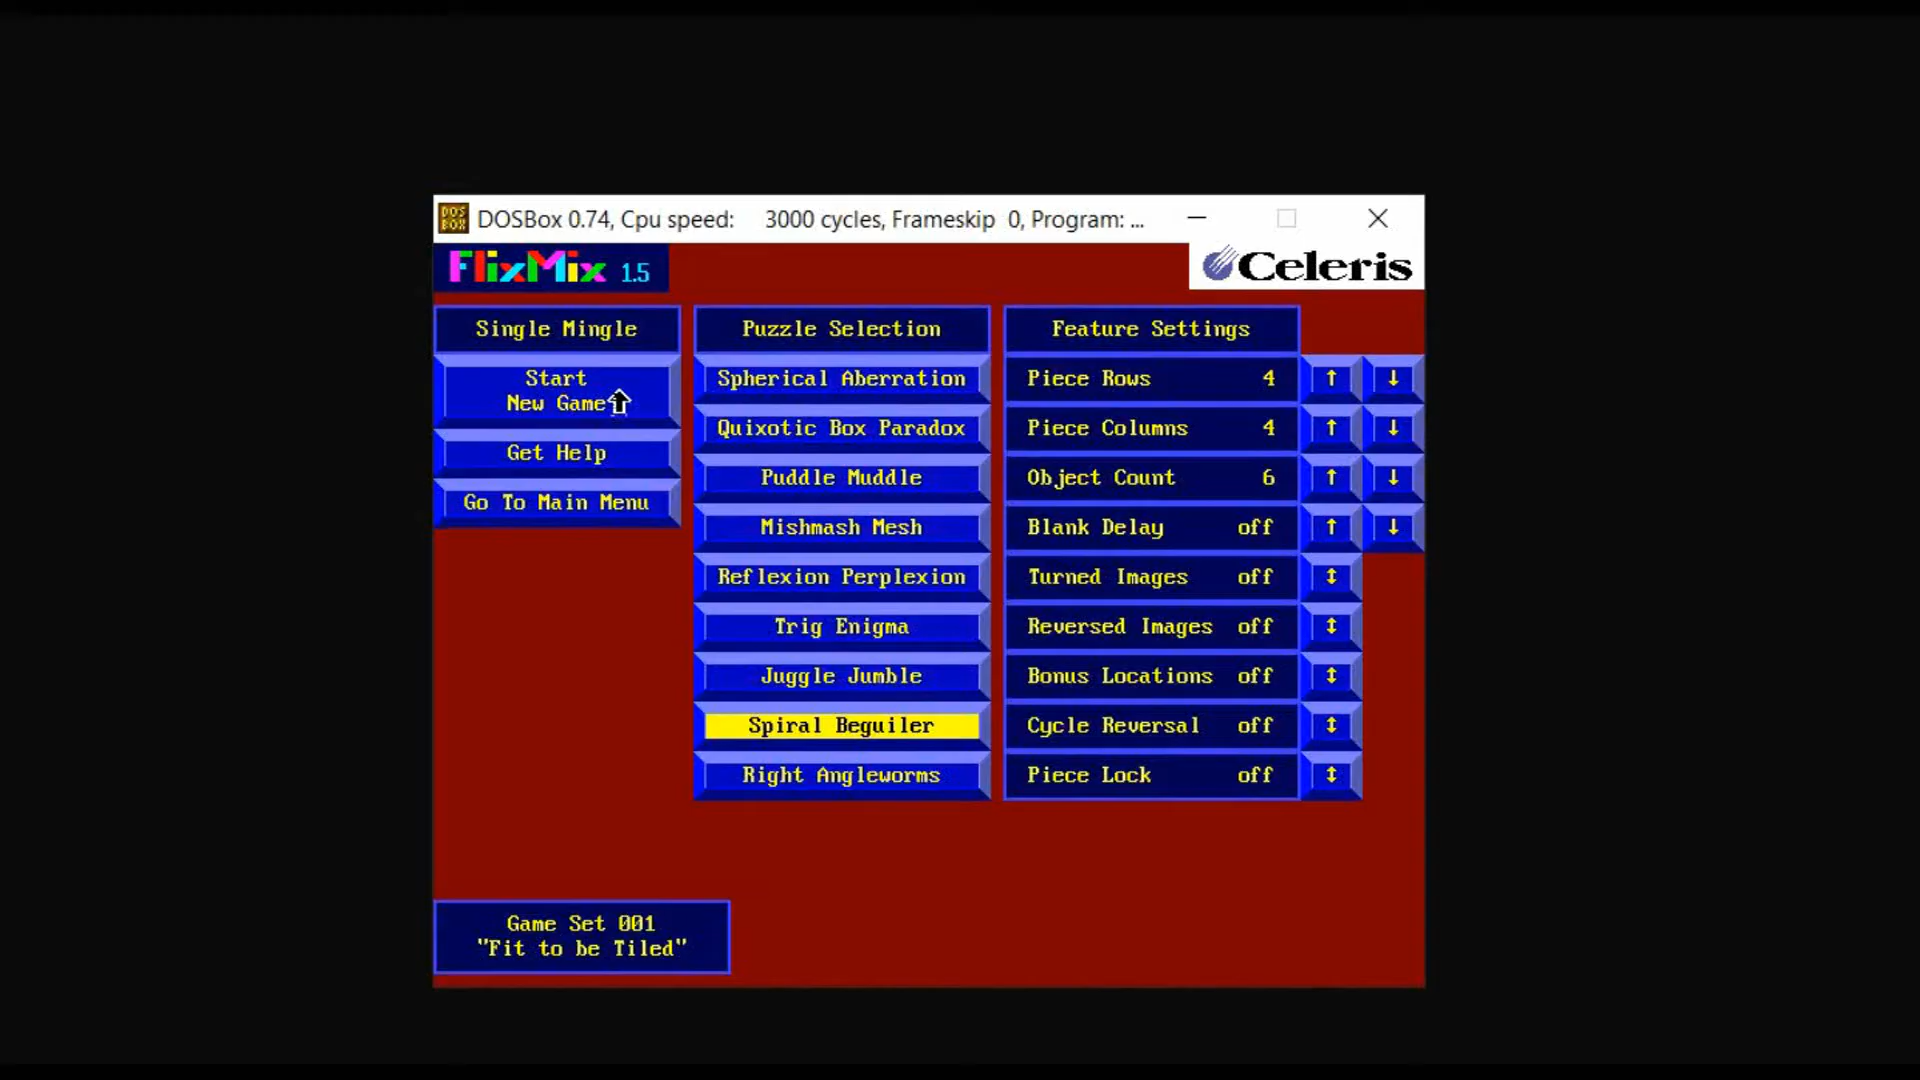 DOS
BOX
DOSBox 0.74, Cpu speed: 3000 cycles, Frameskip 0, Program: ...
FlixMix 1.5
Celeris
Single Mingle
Start
New Game
Get Help
Go To Main Menu
Puzzle Selection
Spherical Aberration
Quixotic Box Paradox
Puddle Muddle
Mishmash Mesh
Reflexion Perplexion
Trig Enigma
Juggle Jumble
Spiral Beguiler
Right Angleworms
Feature Settings
Piece Rows 4 ↑ ↓
Piece Columns 4 ↑ ↓
Object Count 6 ↑ ↓
Blank Delay off ↑ ↓
Turned Images off ↕
Reversed Images off ↕
Bonus Locations off ↕
Cycle Reversal off ↕
Piece Lock off ↕
Game Set 001
"Fit to be Tiled"